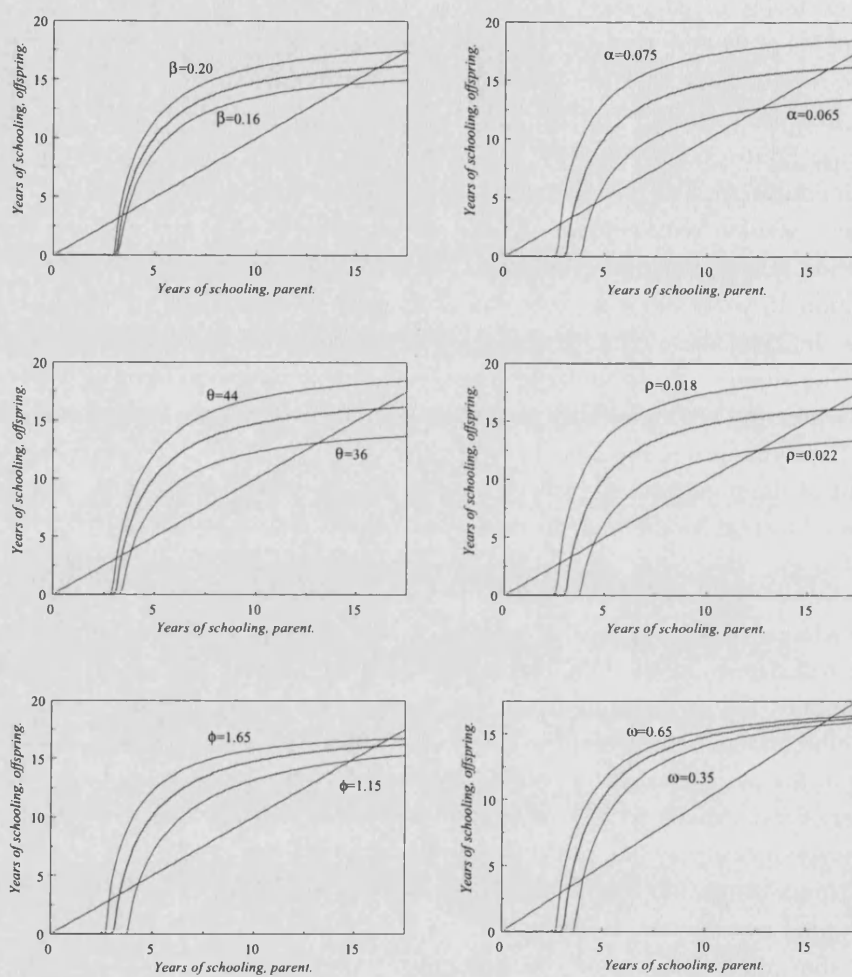 20
15
10
5
0
0
5
10
15
β=0.20
β=0.16
Years of schooling, offspring.
Years of schooling, parent.
20
15
10
5
0
0
5
10
15
α=0.075
α=0.065
Years of schooling, offspring.
Years of schooling, parent.
20
15
10
5
0
0
5
10
15
θ=44
θ=36
Years of schooling, offspring.
Years of schooling, parent.
20
15
10
5
0
0
5
10
15
ρ=0.018
ρ=0.022
Years of schooling, offspring.
Years of schooling, parent.
20
15
10
5
0
0
5
10
15
ϕ=1.65
ϕ=1.15
Years of schooling, offspring.
Years of schooling, parent.
15
10
5
0
0
5
10
15
ω=0.65
ω=0.35
Years of schooling, offspring.
Years of schooling, parent.